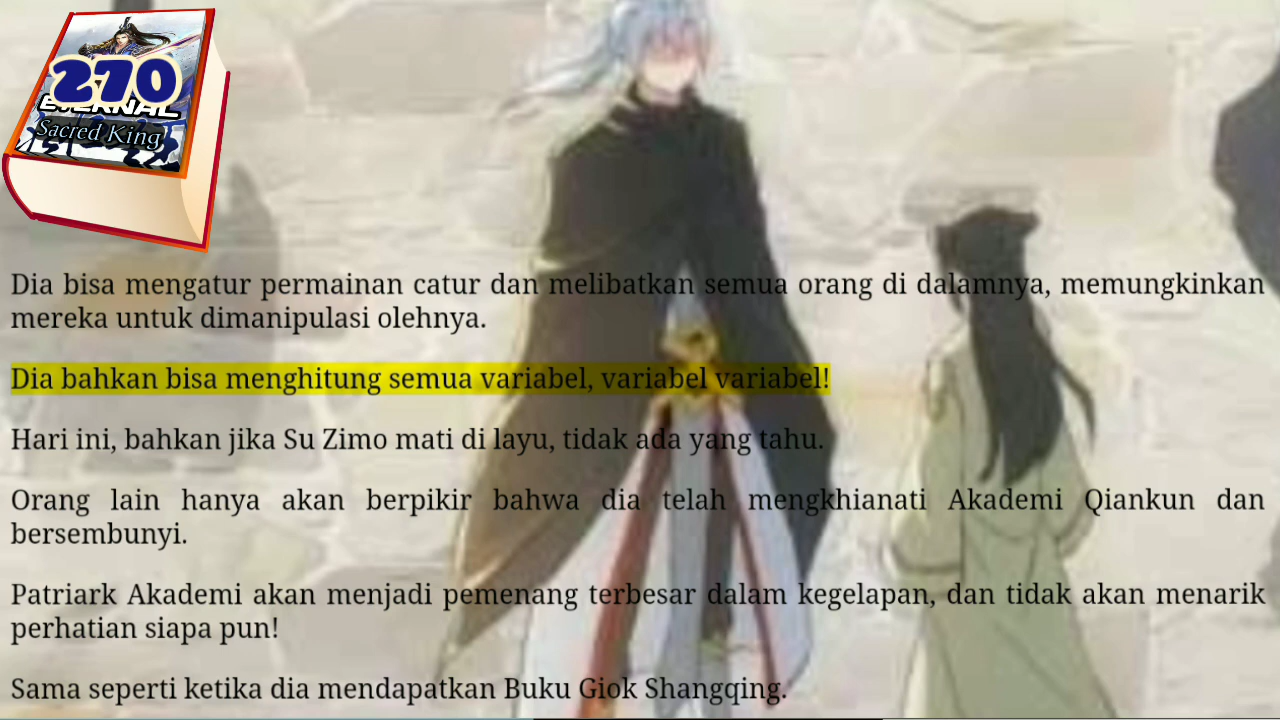 270
ETERNAL
Sacred King
Dia bisa mengatur permainan catur dan melibatkan semua orang di dalamnya, memungkinkan
mereka untuk dimanipulasi olehnya.
Dia bahkan bisa menghitung semua variabel, variabel variabel!
Hari ini, bahkan jika Su Zimo mati di layu, tidak ada yang tahu.
Orang lain hanya akan berpikir bahwa dia telah mengkhianati Akademi Qiankun dan
bersembunyi.
Patriark Akademi akan menjadi pemenang terbesar dalam kegelapan, dan tidak akan menarik
perhatian siapa pun!
Sama seperti ketika dia mendapatkan Buku Giok Shangqing.